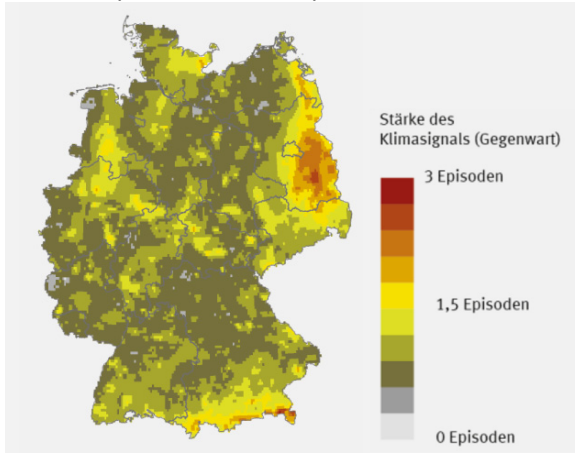 Stärke des
Klimasignals (Gegenwart)
3 Episoden
1,5 Episoden
0 Episoden